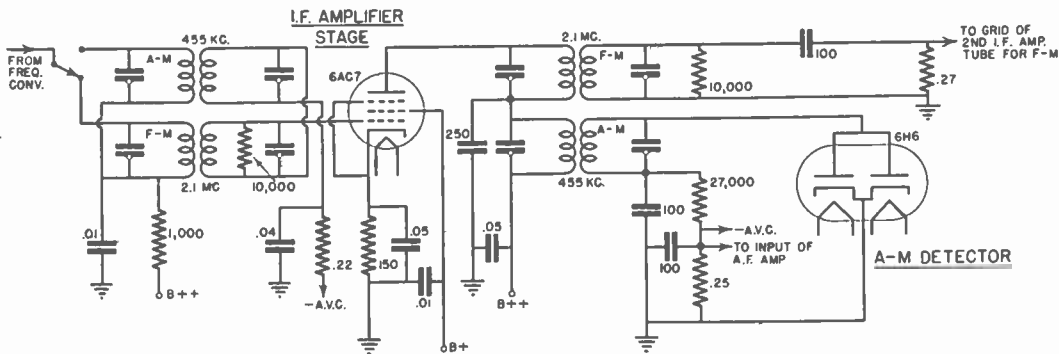 I.F. AMPLIFIER
STAGE
455 KC.
A-M
FROM
FREQ.
CONV.
F-M
2.1 MC
10,000
.01
1,000
B++
6AC7
.04
.22
-A.V.C.
150
.05
.01
B+
2.1 MC.
F-M
10,000
100
TO GRID OF
2ND I.F. AMP.
TUBE FOR F-M
.27
250
A-M
455 KC.
.05
B++
100
27,000
-A.V.C.
TO INPUT OF
A.F. AMP
100
.25
6H6
A-M DETECTOR